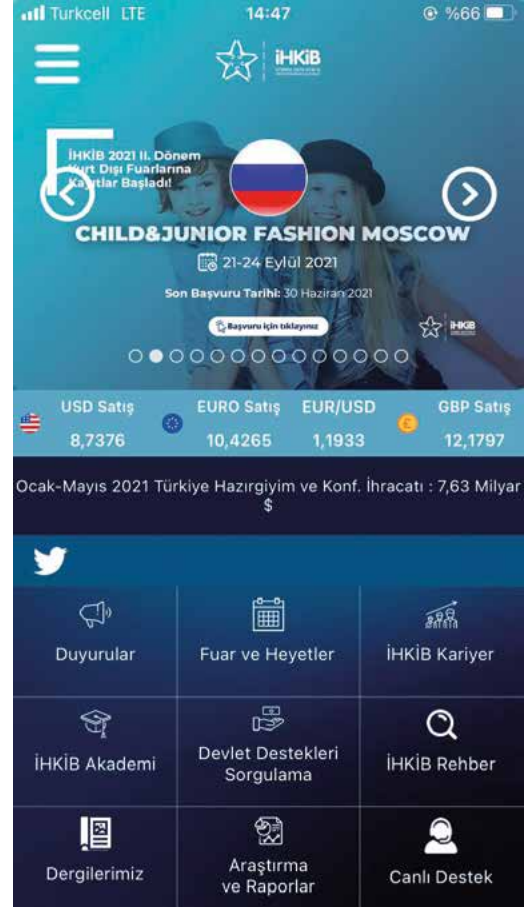 Turkcell LTE 14:47 %66
İHKİB
İHKİB 2021 II. Dönem
Yurt Dışı Fuarlarına
Kayıtlar Başladı!
CHILD&JUNIOR FASHION MOSCOW
21-24 Eylül 2021
Son Başvuru Tarihi: 30 Haziran 2021
Başvuru için tıklayınız
İHKİB
USD Satış EURO Satış EUR/USD GBP Satış
8,7376 10,4265 1,1933 12,1797
Ocak-Mayıs 2021 Türkiye Hazırgiyim ve Konf. İhracatı : 7,63 Milyar
$
Duyurular
Fuar ve Heyetler
İHKİB Kariyer
İHKİB Akademi
Devlet Destekleri
Sorgulama
İHKİB Rehber
Dergilerimiz
Araştırma
ve Raporlar
Canlı Destek